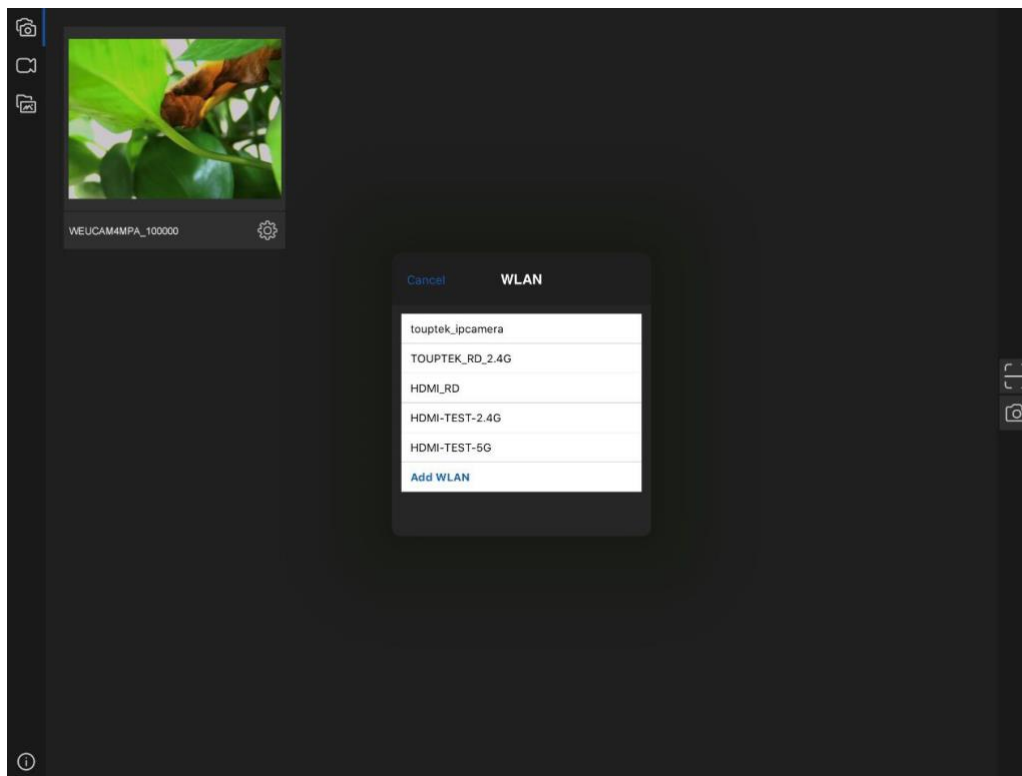 WEUCAM4MPA_100000
Cancel
WLAN
touptek_ipcamera
TOUPTEK_RD_2.4G
HDMI_RD
HDMI-TEST-2.4G
HDMI-TEST-5G
Add WLAN